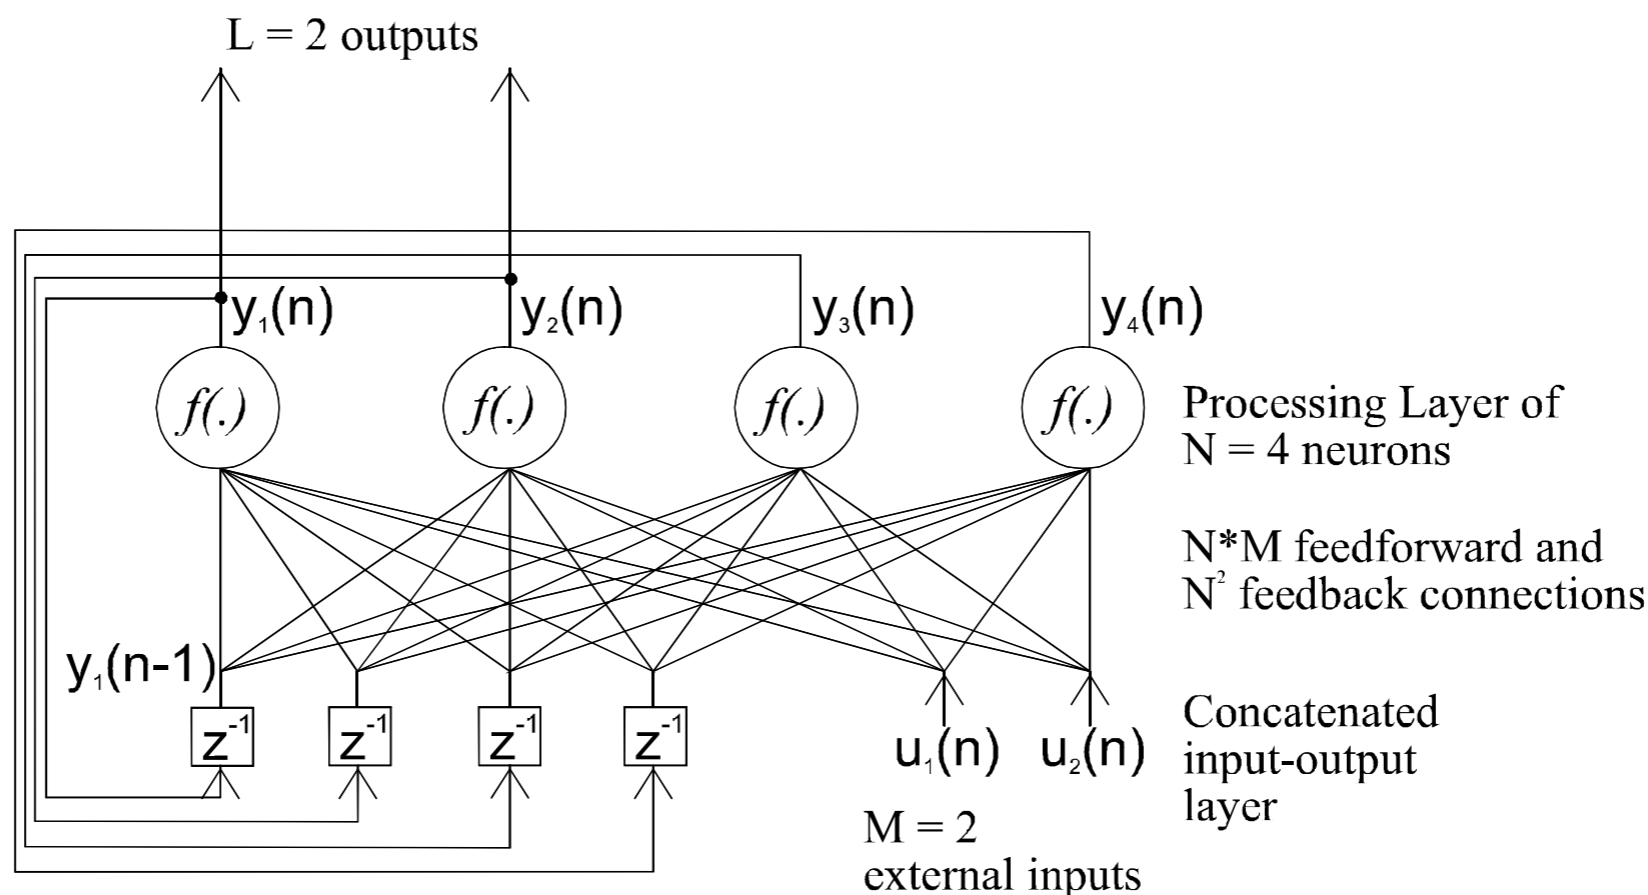 L = 2 outputs
y₁(n) y₂(n) y₃(n) y₄(n)
f(.) f(.) f(.) f(.)
Processing Layer of
N = 4 neurons
N*M feedforward and
N² feedback connections
y₁(n-1)
z⁻¹ z⁻¹ z⁻¹ z⁻¹
u₁(n) u₂(n)
Concatenated
input-output
layer
M = 2
external inputs